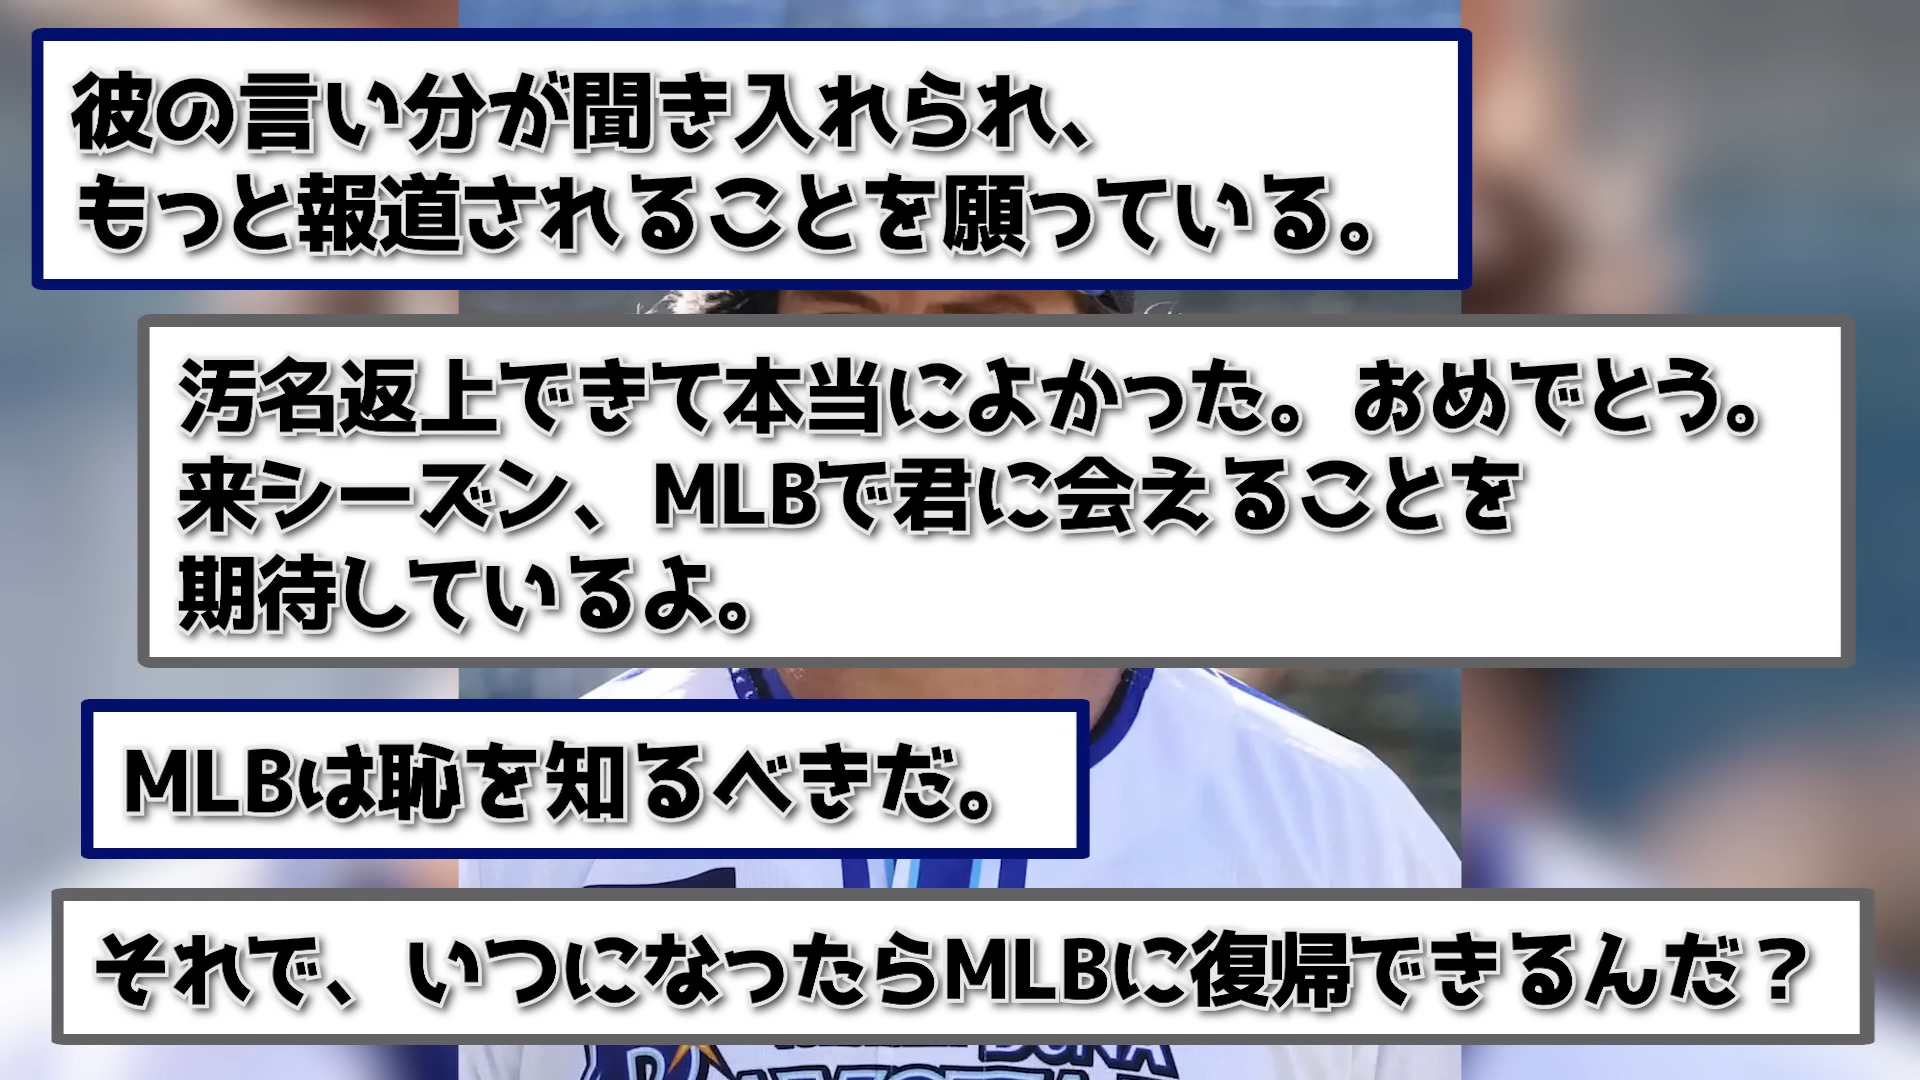 彼の言い分が聞き入れられ、
もっと報道されることを願っている。
汚名返上できて本当によかった。おめでとう。
来シーズン、MLBで君に会えることを
期待しているよ。
MLBは恥を知るべきだ。
それで、いつになったらMLBに復帰できるんだ？